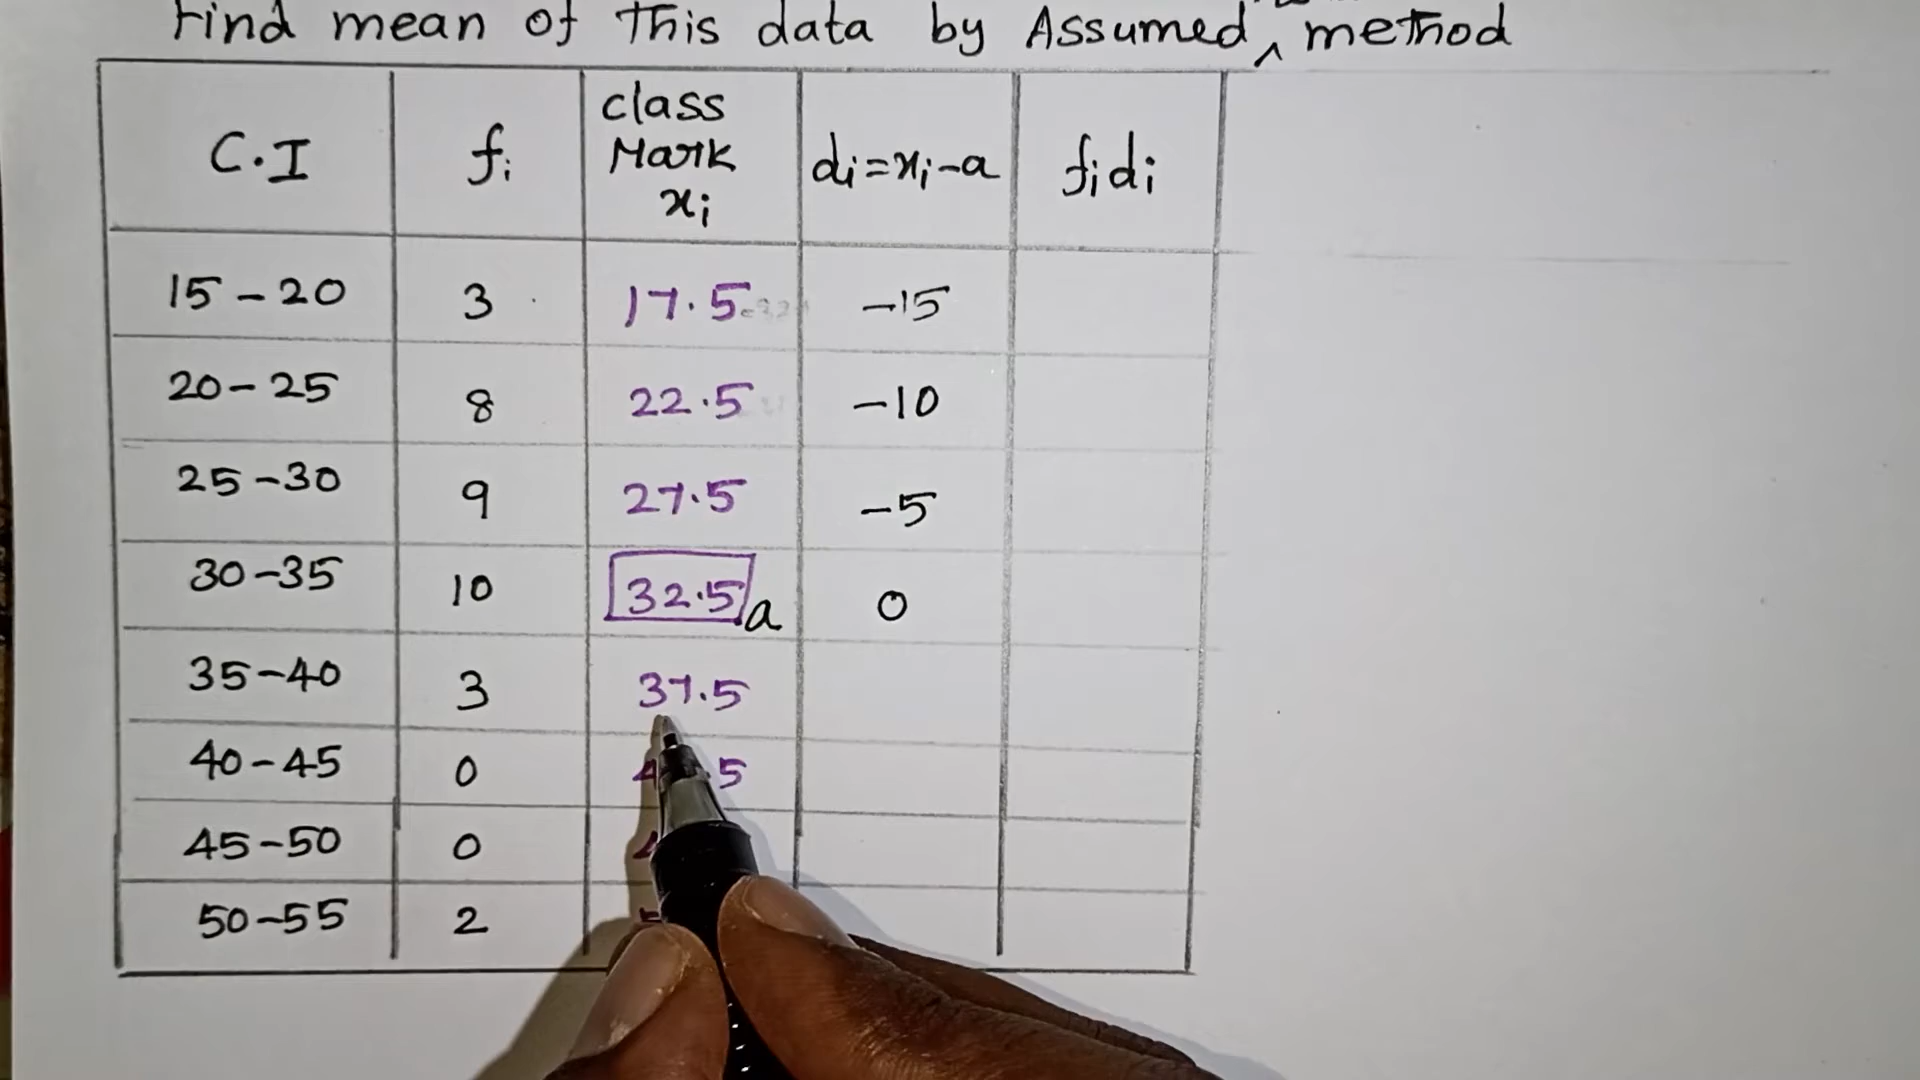 Find mean of This data by Assumed ^ method
C.I fi class Mark xi di=xi-a fidi
15-20 3 17.5 -15
20-25 8 22.5 -10
25-30 9 27.5 -5
30-35 10 32.5 a 0
35-40 3 37.5
40-45 0
45-50 0
50-55 2